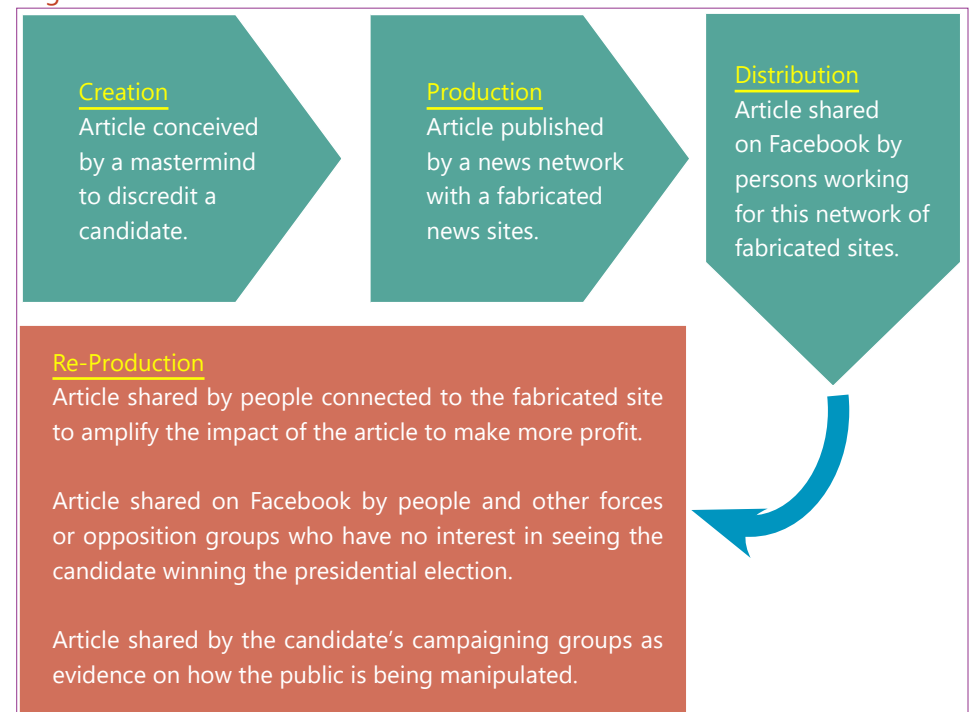 Creation
Article conceived
by a mastermind
to discredit a
candidate.
Production
Article published
by a news network
with a fabricated
news sites.
Distribution
Article shared
on Facebook by
persons working
for this network of
fabricated sites.
Re-Production
Article shared by people connected to the fabricated site
to amplify the impact of the article to make more profit.
Article shared on Facebook by people and other forces
or opposition groups who have no interest in seeing the
candidate winning the presidential election.
Article shared by the candidate’s campaigning groups as
evidence on how the public is being manipulated.